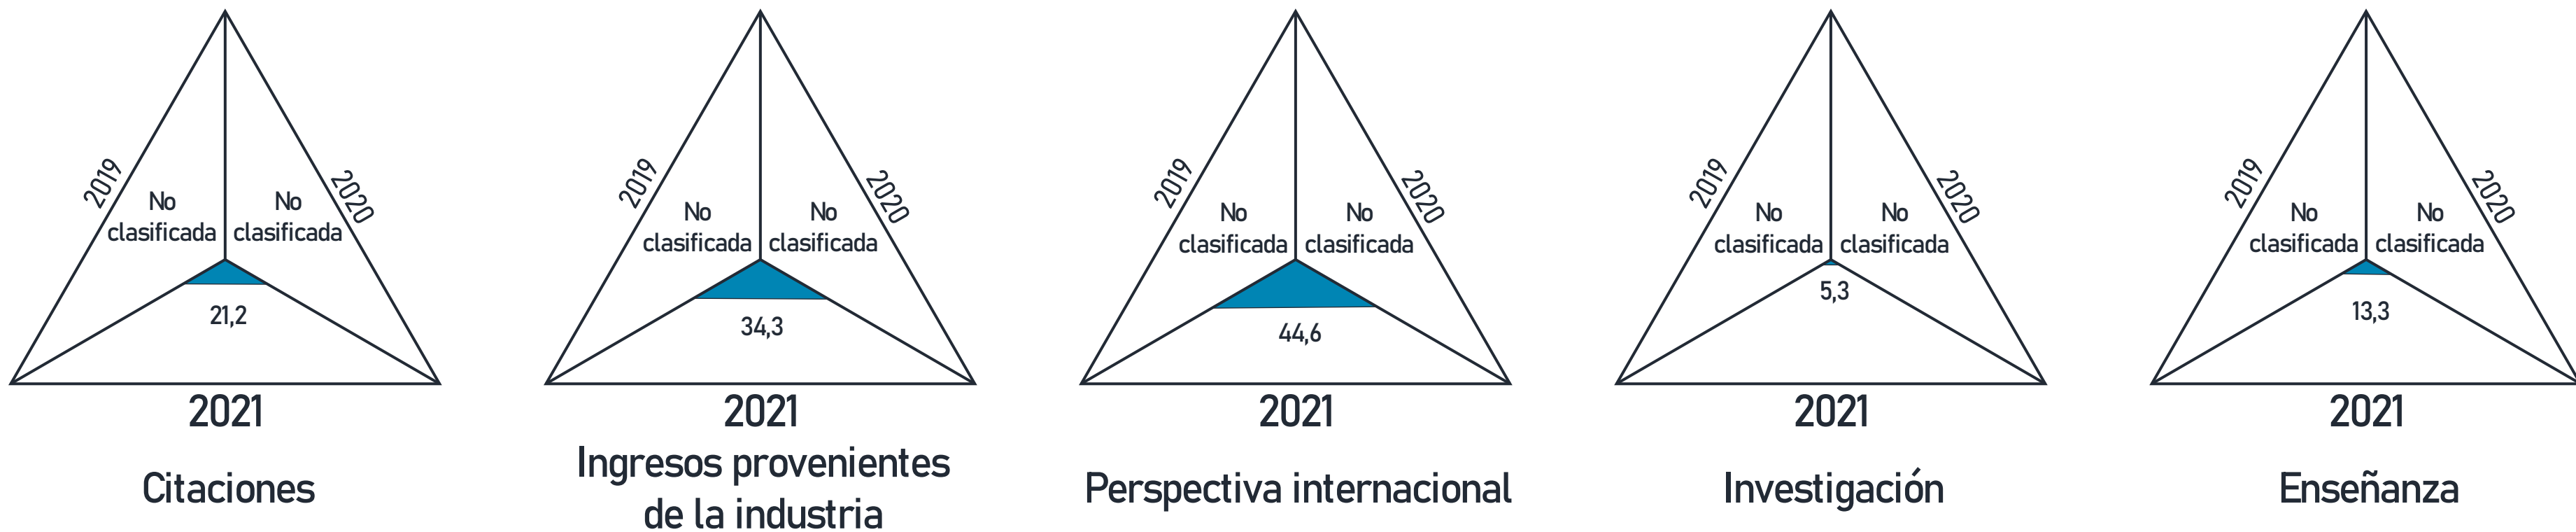 2019
No
clasificada
No
clasificada
2020
21,2
2021
Citaciones
2019
No
clasificada
No
clasificada
2020
34,3
2021
Ingresos provenientes
de la industria
2019
No
clasificada
No
clasificada
2020
44,6
2021
Perspectiva internacional
2019
No
clasificada
No
clasificada
2020
5,3
2021
Investigación
2019
No
clasificada
No
clasificada
2020
13,3
2021
Enseñanza